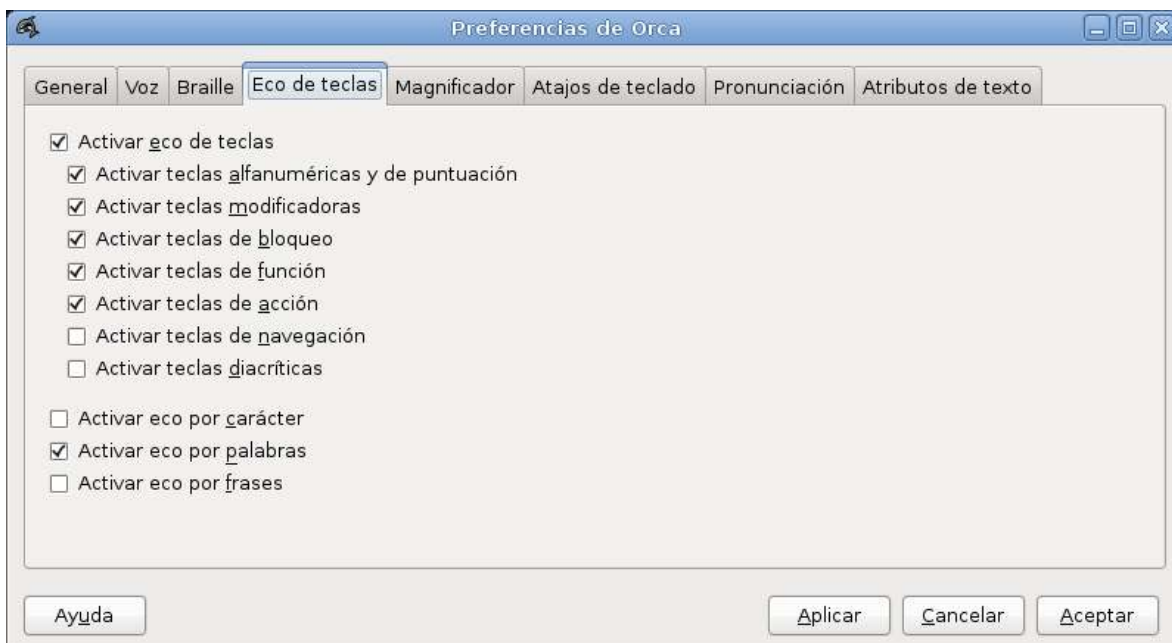 Preferencias de Orca
General Voz Braille Eco de teclas Magnificador Atajos de teclado Pronunciación Atributos de texto
Activar eco de teclas
Activar teclas alfanuméricas y de puntuación
Activar teclas modificadoras
Activar teclas de bloqueo
Activar teclas de función
Activar teclas de acción
Activar teclas de navegación
Activar teclas diacríticas
Activar eco por carácter
Activar eco por palabras
Activar eco por frases
Ayuda Aplicar Cancelar Aceptar